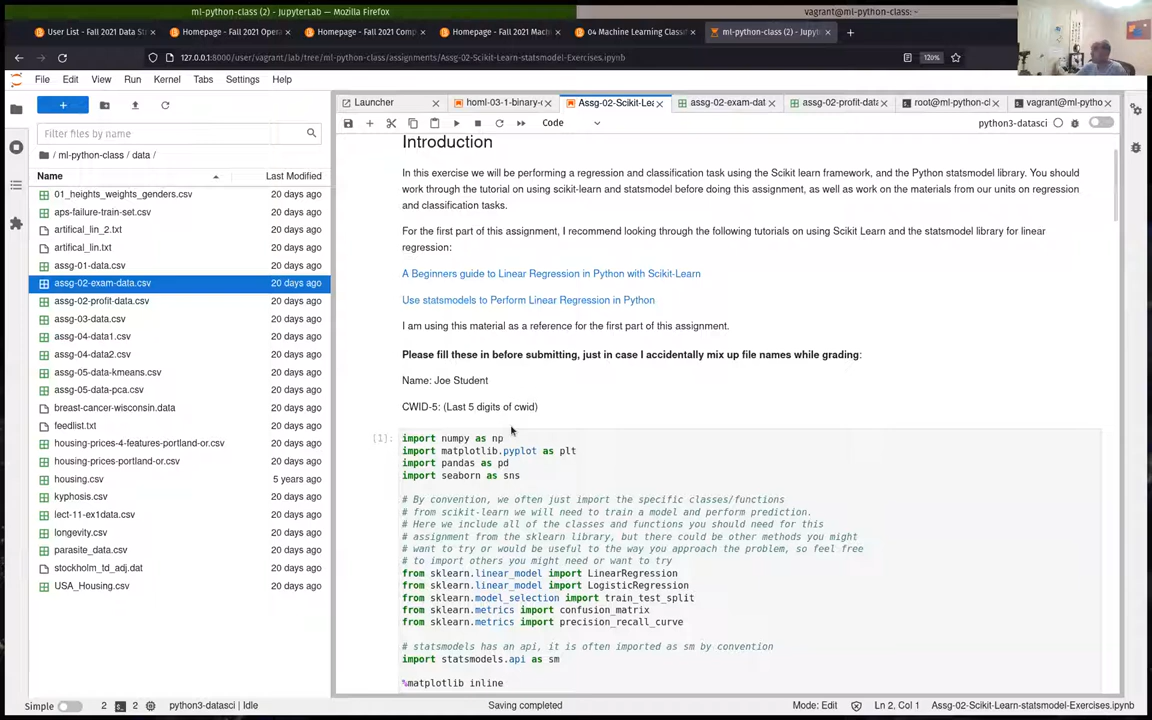 ml-python-class (2) - JupyterLab - Mozilla Firefox
vagrant@ml-python-class: ~
User List - Fall 2021 Data St
Homepage - Fall 2021 Opera
Homepage - Fall 2021 Comp
Homepage - Fall 2021 Machi
04 Machine Learning Classi
ml-python-class (2) - Jupyt
127.0.0.1:8000/user/vagrant/lab/tree/ml-python-class/assignments/Assg-02-Scikit-Learn-statsmodel-Exercises.ipynb
120%
File Edit View Run Kernel Tabs Settings Help
Launcher
homl-03-1-binary-c
Assg-02-Scikit-Lea
assg-02-exam-dat
assg-02-profit-data
root@ml-python-cl
vagrant@ml-pytho
Code
python3-datasci
Filter files by name
/ ml-python-class / data /
Name Last Modified
01_heights_weights_genders.csv 20 days ago
aps-failure-train-set.csv 20 days ago
artifical_lin_2.txt 20 days ago
artifical_lin.txt 20 days ago
assg-01-data.csv 20 days ago
assg-02-exam-data.csv 20 days ago
assg-02-profit-data.csv 20 days ago
assg-03-data.csv 20 days ago
assg-04-data1.csv 20 days ago
assg-04-data2.csv 20 days ago
assg-05-data-kmeans.csv 20 days ago
assg-05-data-pca.csv 20 days ago
breast-cancer-wisconsin.data 20 days ago
feedlist.txt 20 days ago
housing-prices-4-features-portland-or.csv 20 days ago
housing-prices-portland-or.csv 20 days ago
housing.csv 5 years ago
kyphosis.csv 20 days ago
lect-11-ex1data.csv 20 days ago
longevity.csv 20 days ago
parasite_data.csv 20 days ago
stockholm_td_adj.dat 20 days ago
USA_Housing.csv 20 days ago
Introduction
In this exercise we will be performing a regression and classification task using the Scikit learn framework, and the Python statsmodel library. You should
work through the tutorial on using scikit-learn and statsmodel before doing this assignment, as well as work on the materials from our units on regression
and classification tasks.
For the first part of this assignment, I recommend looking through the following tutorials on using Scikit Learn and the statsmodel library for linear
regression:
A Beginners guide to Linear Regression in Python with Scikit-Learn
Use statsmodels to Perform Linear Regression in Python
I am using this material as a reference for the first part of this assignment.
Please fill these in before submitting, just in case I accidentally mix up file names while grading:
Name: Joe Student
CWID-5: (Last 5 digits of cwid)
[1]: import numpy as np
import matplotlib.pyplot as plt
import pandas as pd
import seaborn as sns
# By convention, we often just import the specific classes/functions
# from scikit-learn we will need to train a model and perform prediction.
# Here we include all of the classes and functions you should need for this
# assignment from the sklearn library, but there could be other methods you might
# want to try or would be useful to the way you approach the problem, so feel free
# to import others you might need or want to try
from sklearn.linear_model import LinearRegression
from sklearn.linear_model import LogisticRegression
from sklearn.model_selection import train_test_split
from sklearn.metrics import confusion_matrix
from sklearn.metrics import precision_recall_curve
# statsmodels has an api, it is often imported as sm by convention
import statsmodels.api as sm
%matplotlib inline
Simple 2 2 python3-datasci | Idle Saving completed Mode: Edit Ln 2, Col 1 Assg-02-Scikit-Learn-statsmodel-Exercises.ipynb